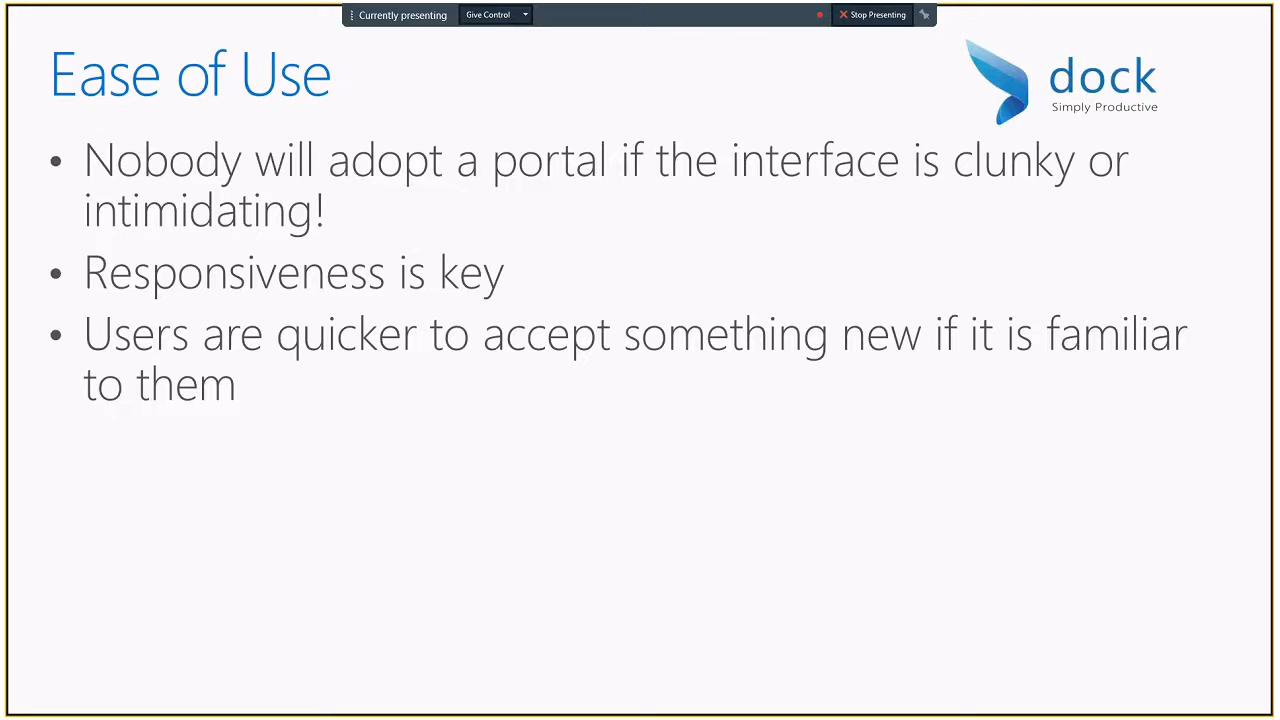 Currently presenting
Give Control
Stop Presenting
Ease of Use
dock
Simply Productive
• Nobody will adopt a portal if the interface is clunky or
intimidating!
• Responsiveness is key
• Users are quicker to accept something new if it is familiar
to them